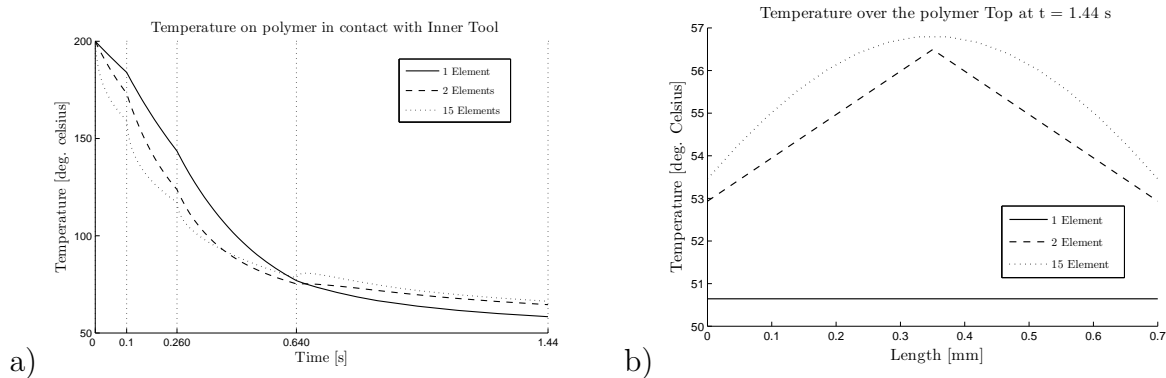 Temperature on polymer in contact with Inner Tool
200
150
100
50
Temperature [deg. celsius]
1 Element
2 Elements
15 Elements
0
0.1
0.260
0.640
1.44
Time [s]
a)
Temperature over the polymer Top at t = 1.44 s
57
56
55
54
53
52
51
50
Temperature [deg. Celsius]
1 Element
2 Element
15 Element
0
0.1
0.2
0.3
0.4
0.5
0.6
0.7
Length [mm]
b)